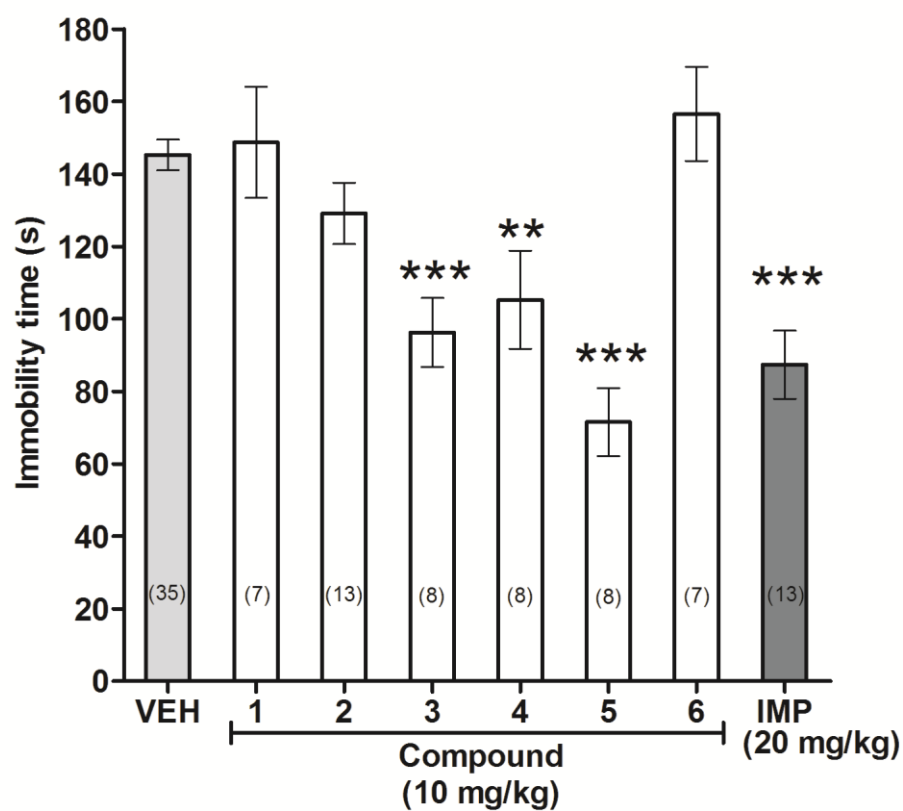 180
160
140
120
100
80
60
40
20
0
Immobility time (s)
***
**
***
***
(35) (7) (13) (8) (8) (8) (7) (13)
VEH 1 2 3 4 5 6 IMP
(20 mg/kg)
Compound
(10 mg/kg)